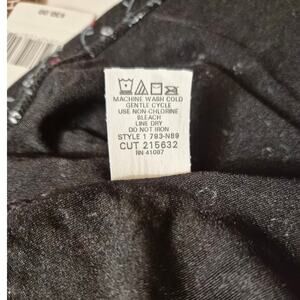 MACHINE WASH COLD
GENTLE CYCLE
USE NON-CHLORINE
BLEACH
LINE DRY
DO NOT IRON
STYLE 1 793-N89
CUT 215632
RN 41097